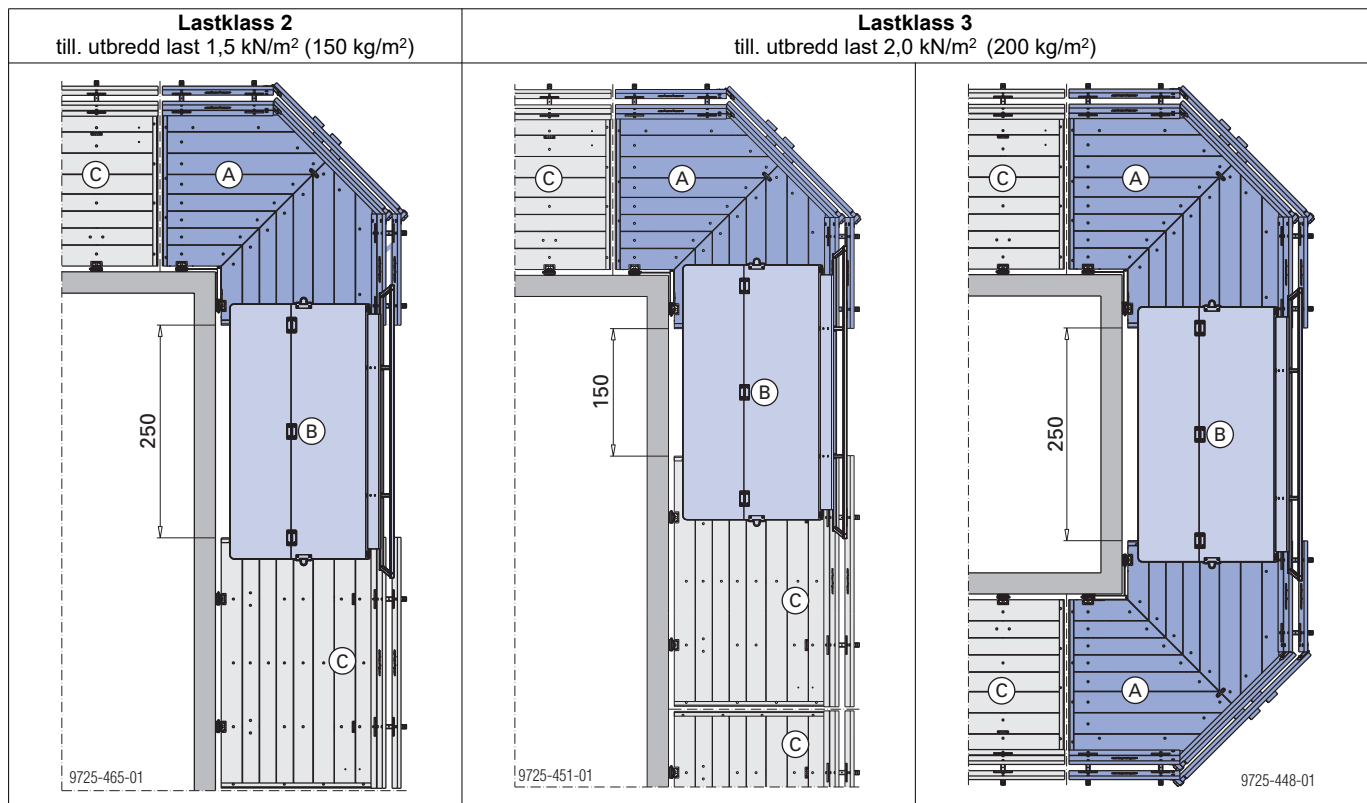 Lastklass 2
till. utbredd last 1,5 kN/m² (150 kg/m²)
Lastklass 3
till. utbredd last 2,0 kN/m² (200 kg/m²)
C
A
250
B
C
9725-465-01
C
A
150
B
C
C
9725-451-01
C
A
250
B
C
A
9725-448-01